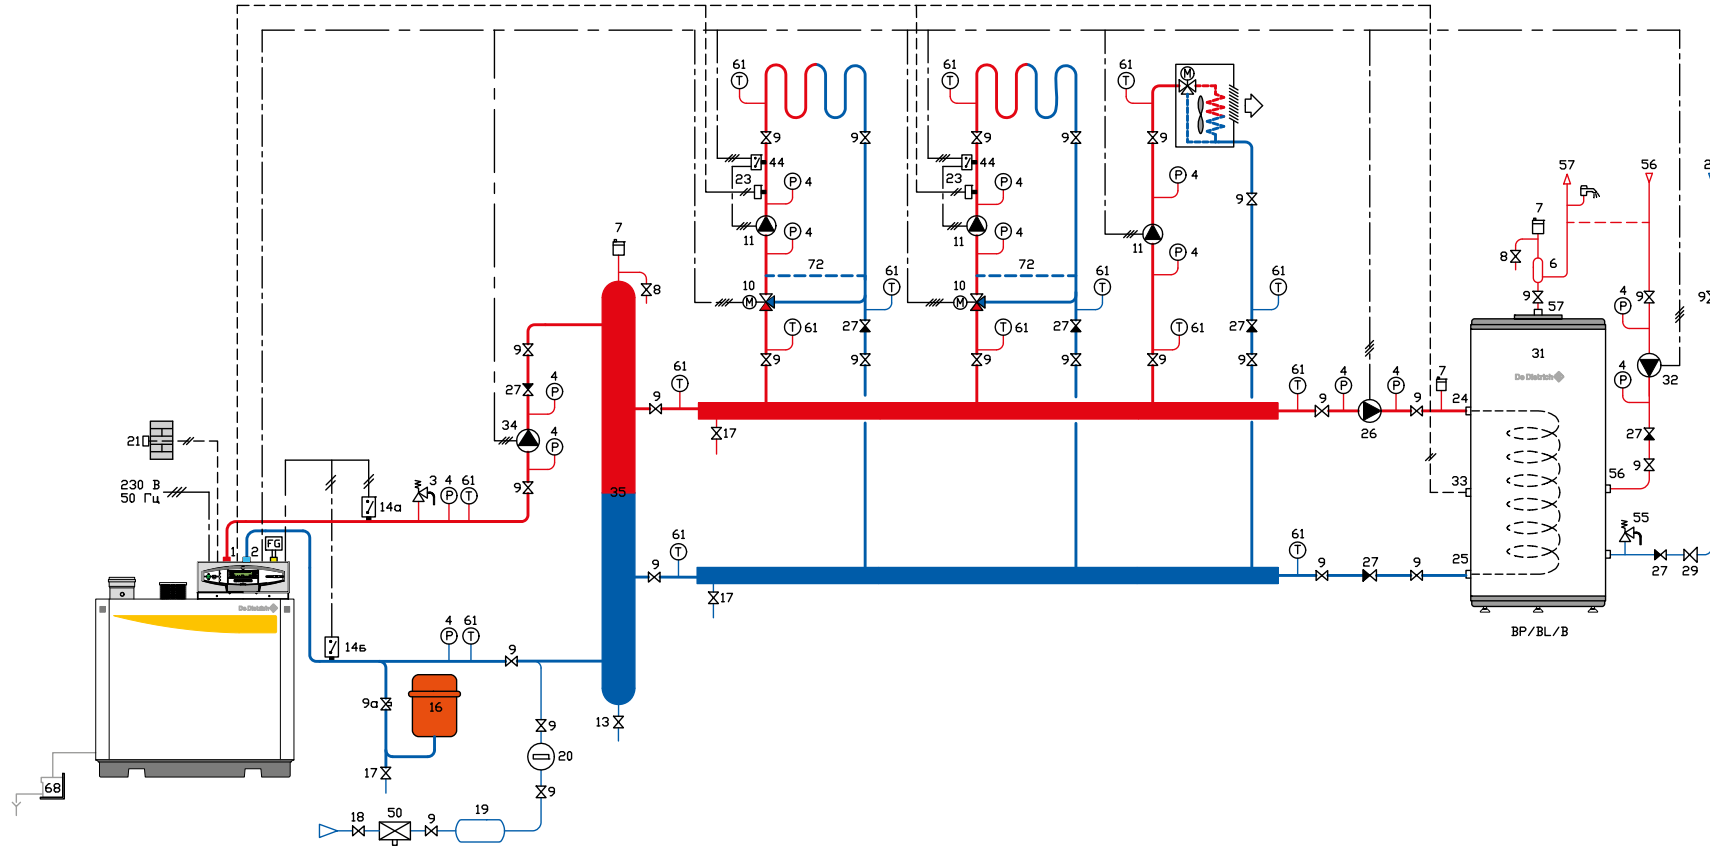 61
61
61
M
9
9
9
9
9
T
T
T
44
44
23
23
P 4
P 4
P 4
9
9
57
56
2
7
7
11
11
11
P 4
P 4
P 4
72
72
61
61
61
T
T
T
8
8
6
9
9
9
10
10
M
M
57
27
27
27
T 61
T 61
T 61
9
9
9
9
9
9
4
P
4
P
31
De Dietrich
32
9
27
4
P
34
4
P
9
61
T
9
61
T
9
4
P
4
P
9
7
24
26
17
27
9
21
230 В
50 Гц
14а
3
4
P
61
T
35
33
56
1
2
FG
61
T
9
17
61
T
9
27
9
25
55
27
29
De Dietrich
14б
4
P
61
T
9
BP/BL/B
9а
16
13
9
20
17
9
68
18
50
9
19